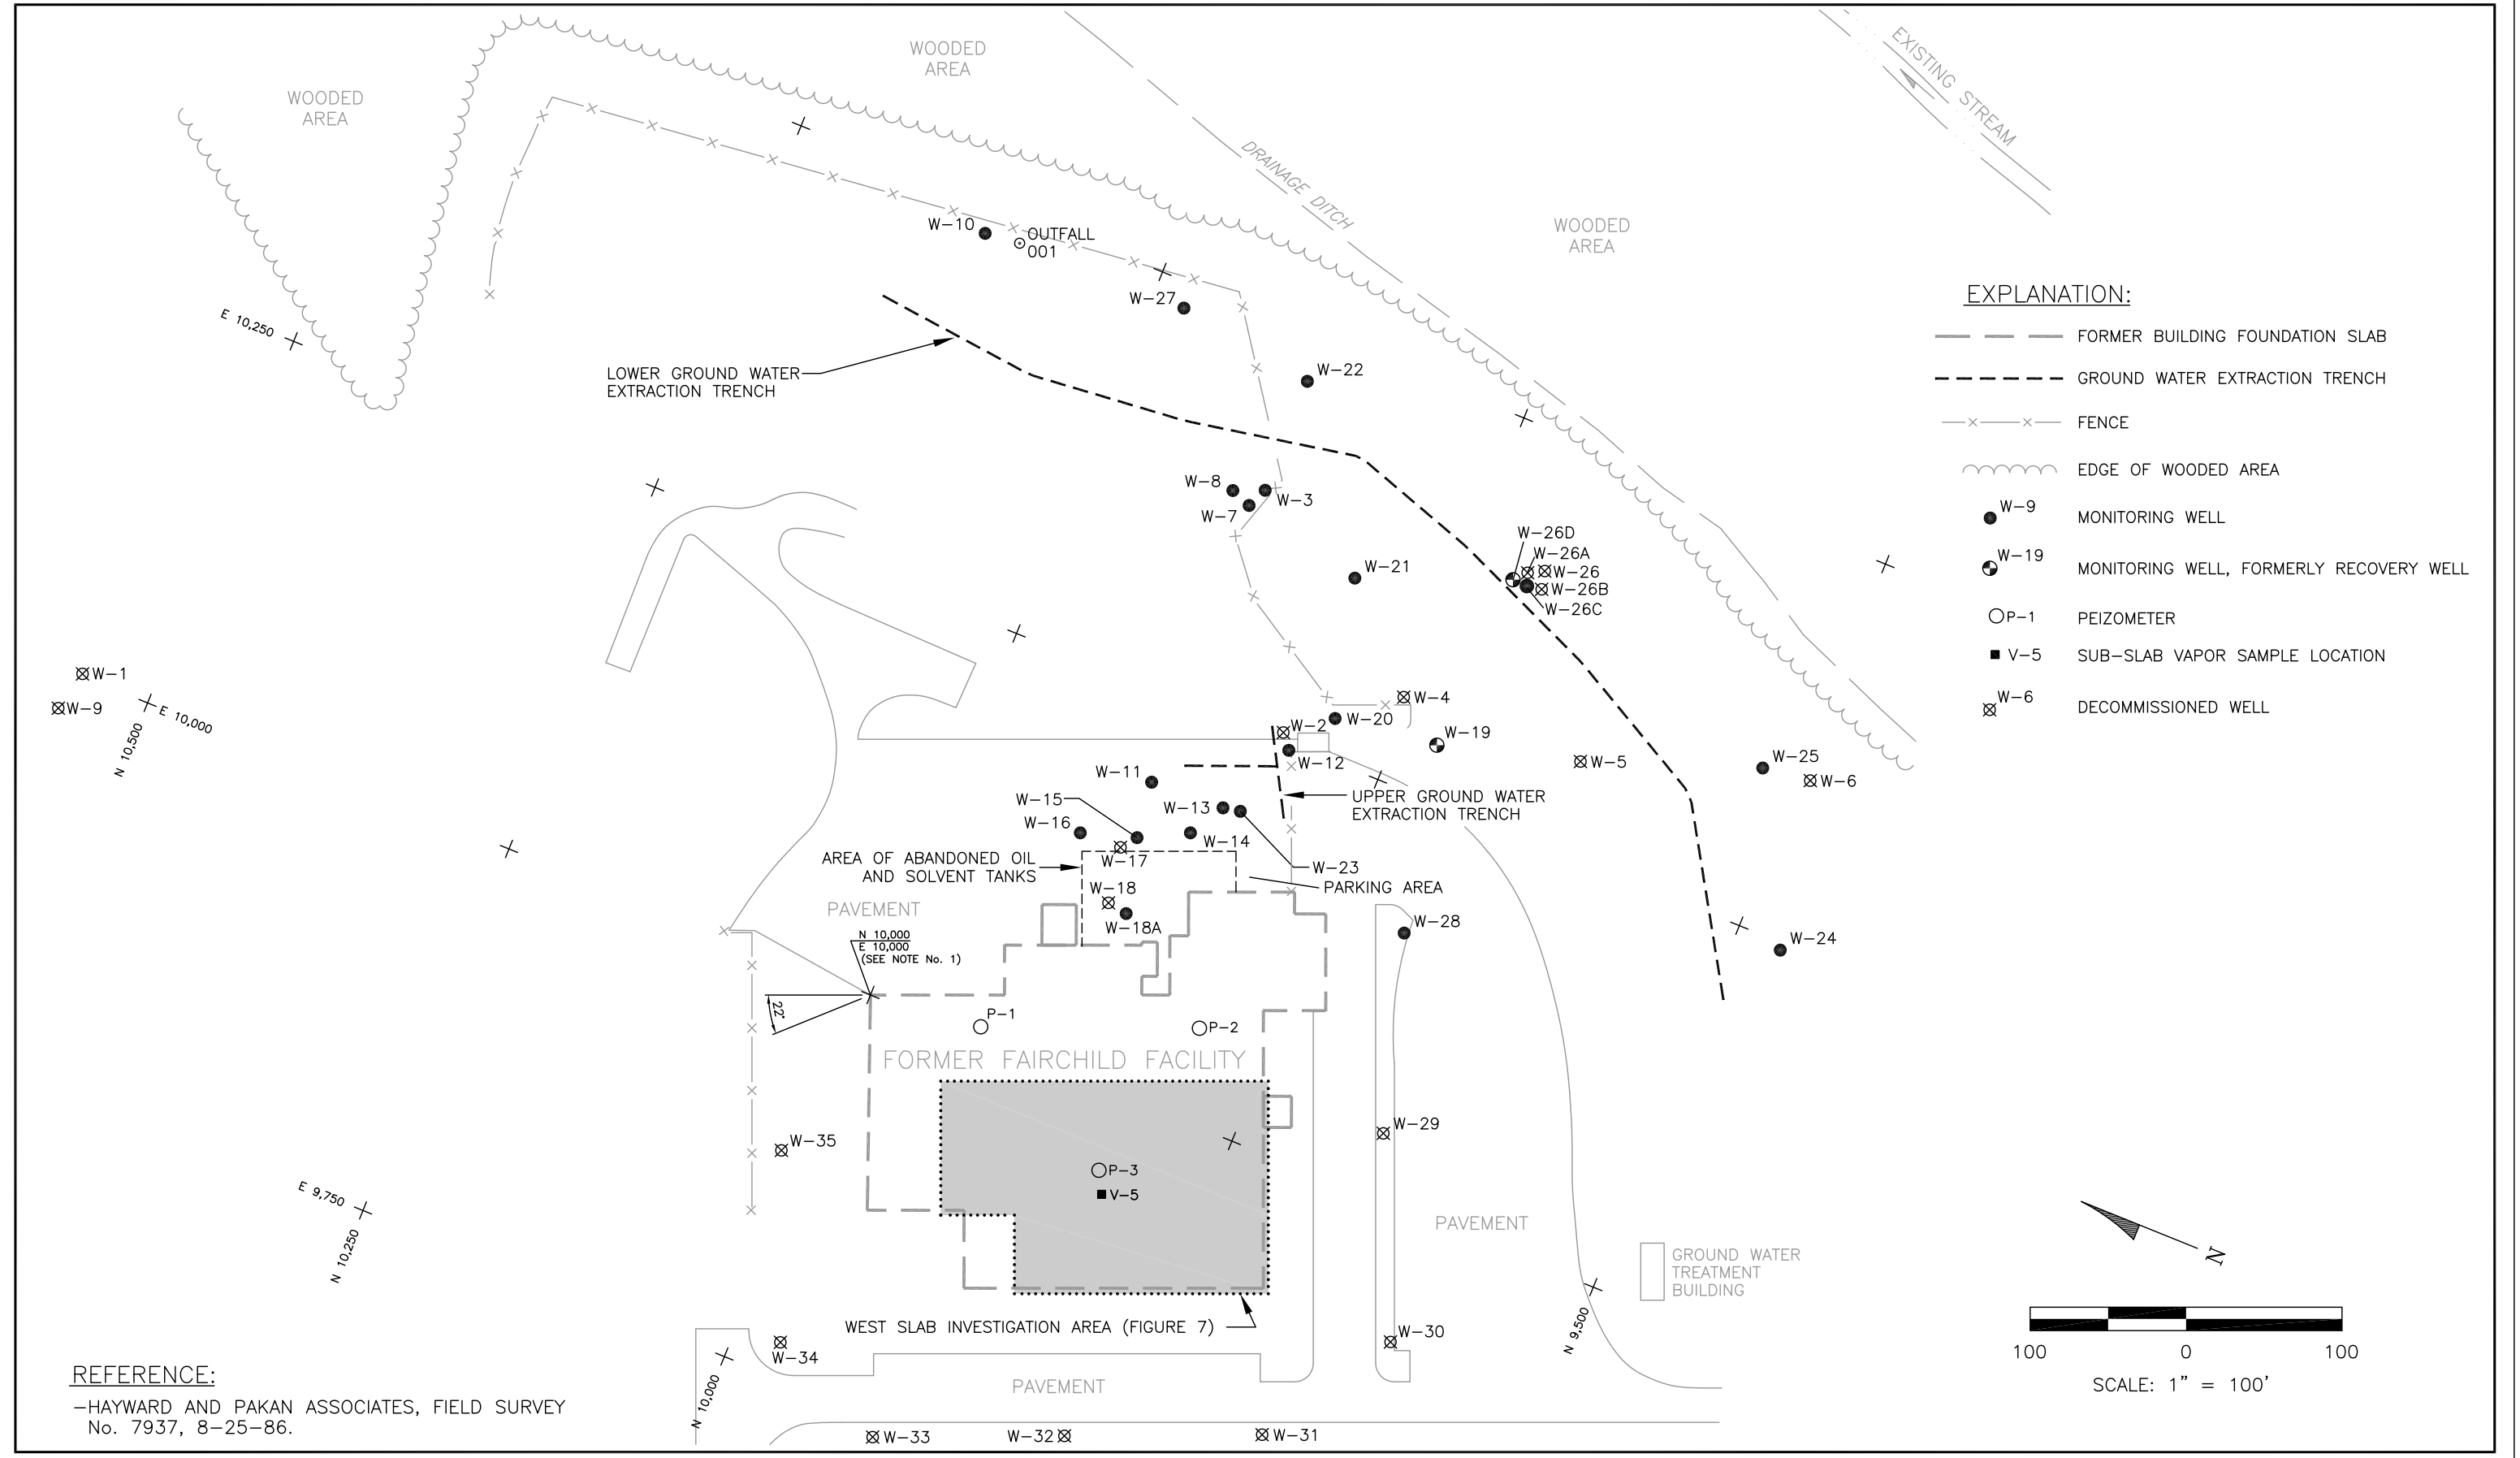 WOODED
AREA
WOODED
AREA
EXISTING STREAM
DRAINAGE DITCH
WOODED
AREA
W-10
OUTFALL
001
W-27
E 10,250
LOWER GROUND WATER
EXTRACTION TRENCH
W-22
W-8
W-3
W-7
W-21
W-26D
W-26A
W-26
W-26B
W-26C
EXPLANATION:
FORMER BUILDING FOUNDATION SLAB
GROUND WATER EXTRACTION TRENCH
FENCE
EDGE OF WOODED AREA
W-9
MONITORING WELL
W-19
MONITORING WELL, FORMERLY RECOVERY WELL
P-1
PEIZOMETER
V-5
SUB-SLAB VAPOR SAMPLE LOCATION
W-6
DECOMMISSIONED WELL
W-1
W-9
E 10,000
N 10,500
W-4
W-20
W-2
W-19
W-12
W-5
W-25
W-6
W-11
UPPER GROUND WATER
EXTRACTION TRENCH
W-15
W-13
W-16
W-14
W-17
W-23
AREA OF ABANDONED OIL
AND SOLVENT TANKS
PARKING AREA
W-18
W-18A
PAVEMENT
W-28
W-24
N 10,000
E 10,000
(SEE NOTE No. 1)
22°
P-1
P-2
FORMER FAIRCHILD FACILITY
W-35
W-29
P-3
V-5
E 9,750
N 10,250
PAVEMENT
GROUND WATER
TREATMENT
BUILDING
N
WEST SLAB INVESTIGATION AREA (FIGURE 7)
W-30
N 9,500
W-34
N 10,000
PAVEMENT
100 0 100
SCALE: 1" = 100'
REFERENCE:
-HAYWARD AND PAKAN ASSOCIATES, FIELD SURVEY
No. 7937, 8-25-86.
W-33
W-32
W-31